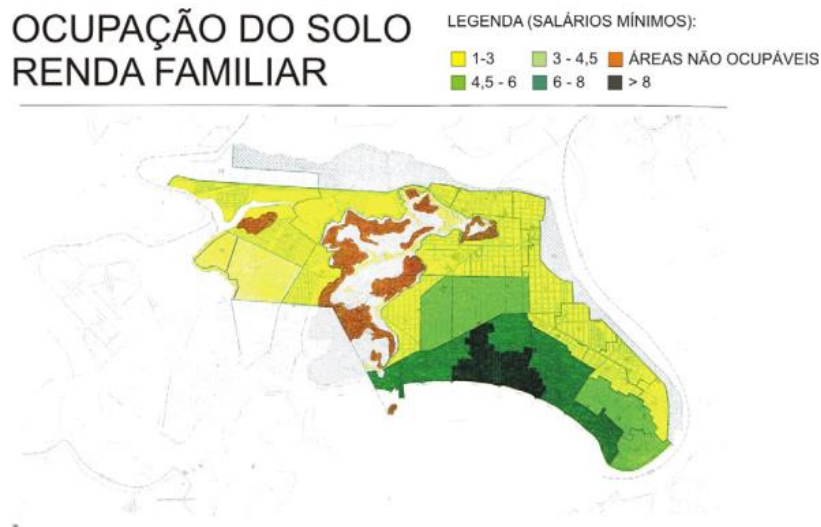 OCUPAÇÃO DO SOLO
RENDA FAMILIAR
LEGENDA (SALÁRIOS MÍNIMOS):
1-3 3 - 4,5 ÁREAS NÃO OCUPÁVEIS
4,5 - 6 6 - 8 > 8